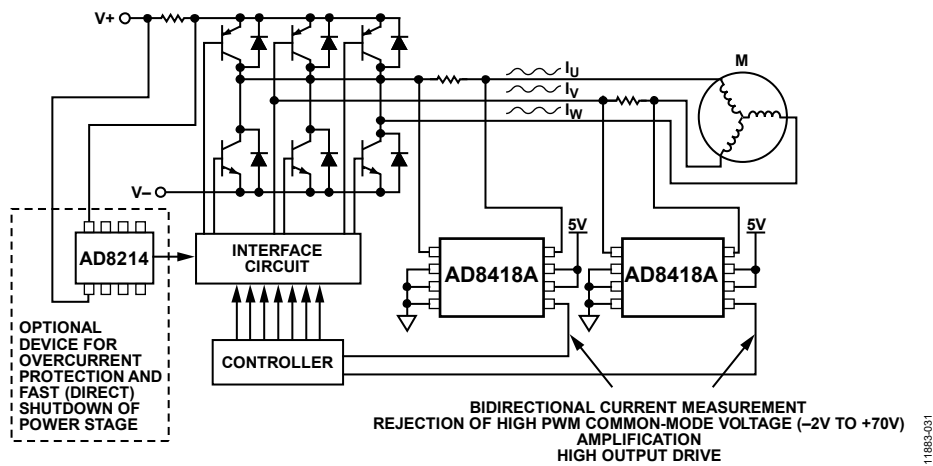 V+
M
I_U
I_V
I_W
V–
5V
5V
AD8214
INTERFACE
CIRCUIT
AD8418A
AD8418A
OPTIONAL
DEVICE FOR
OVERCURRENT
PROTECTION AND
FAST (DIRECT)
SHUTDOWN OF
POWER STAGE
CONTROLLER
BIDIRECTIONAL CURRENT MEASUREMENT
REJECTION OF HIGH PWM COMMON-MODE VOLTAGE (–2V TO +70V)
AMPLIFICATION
HIGH OUTPUT DRIVE
11883-031